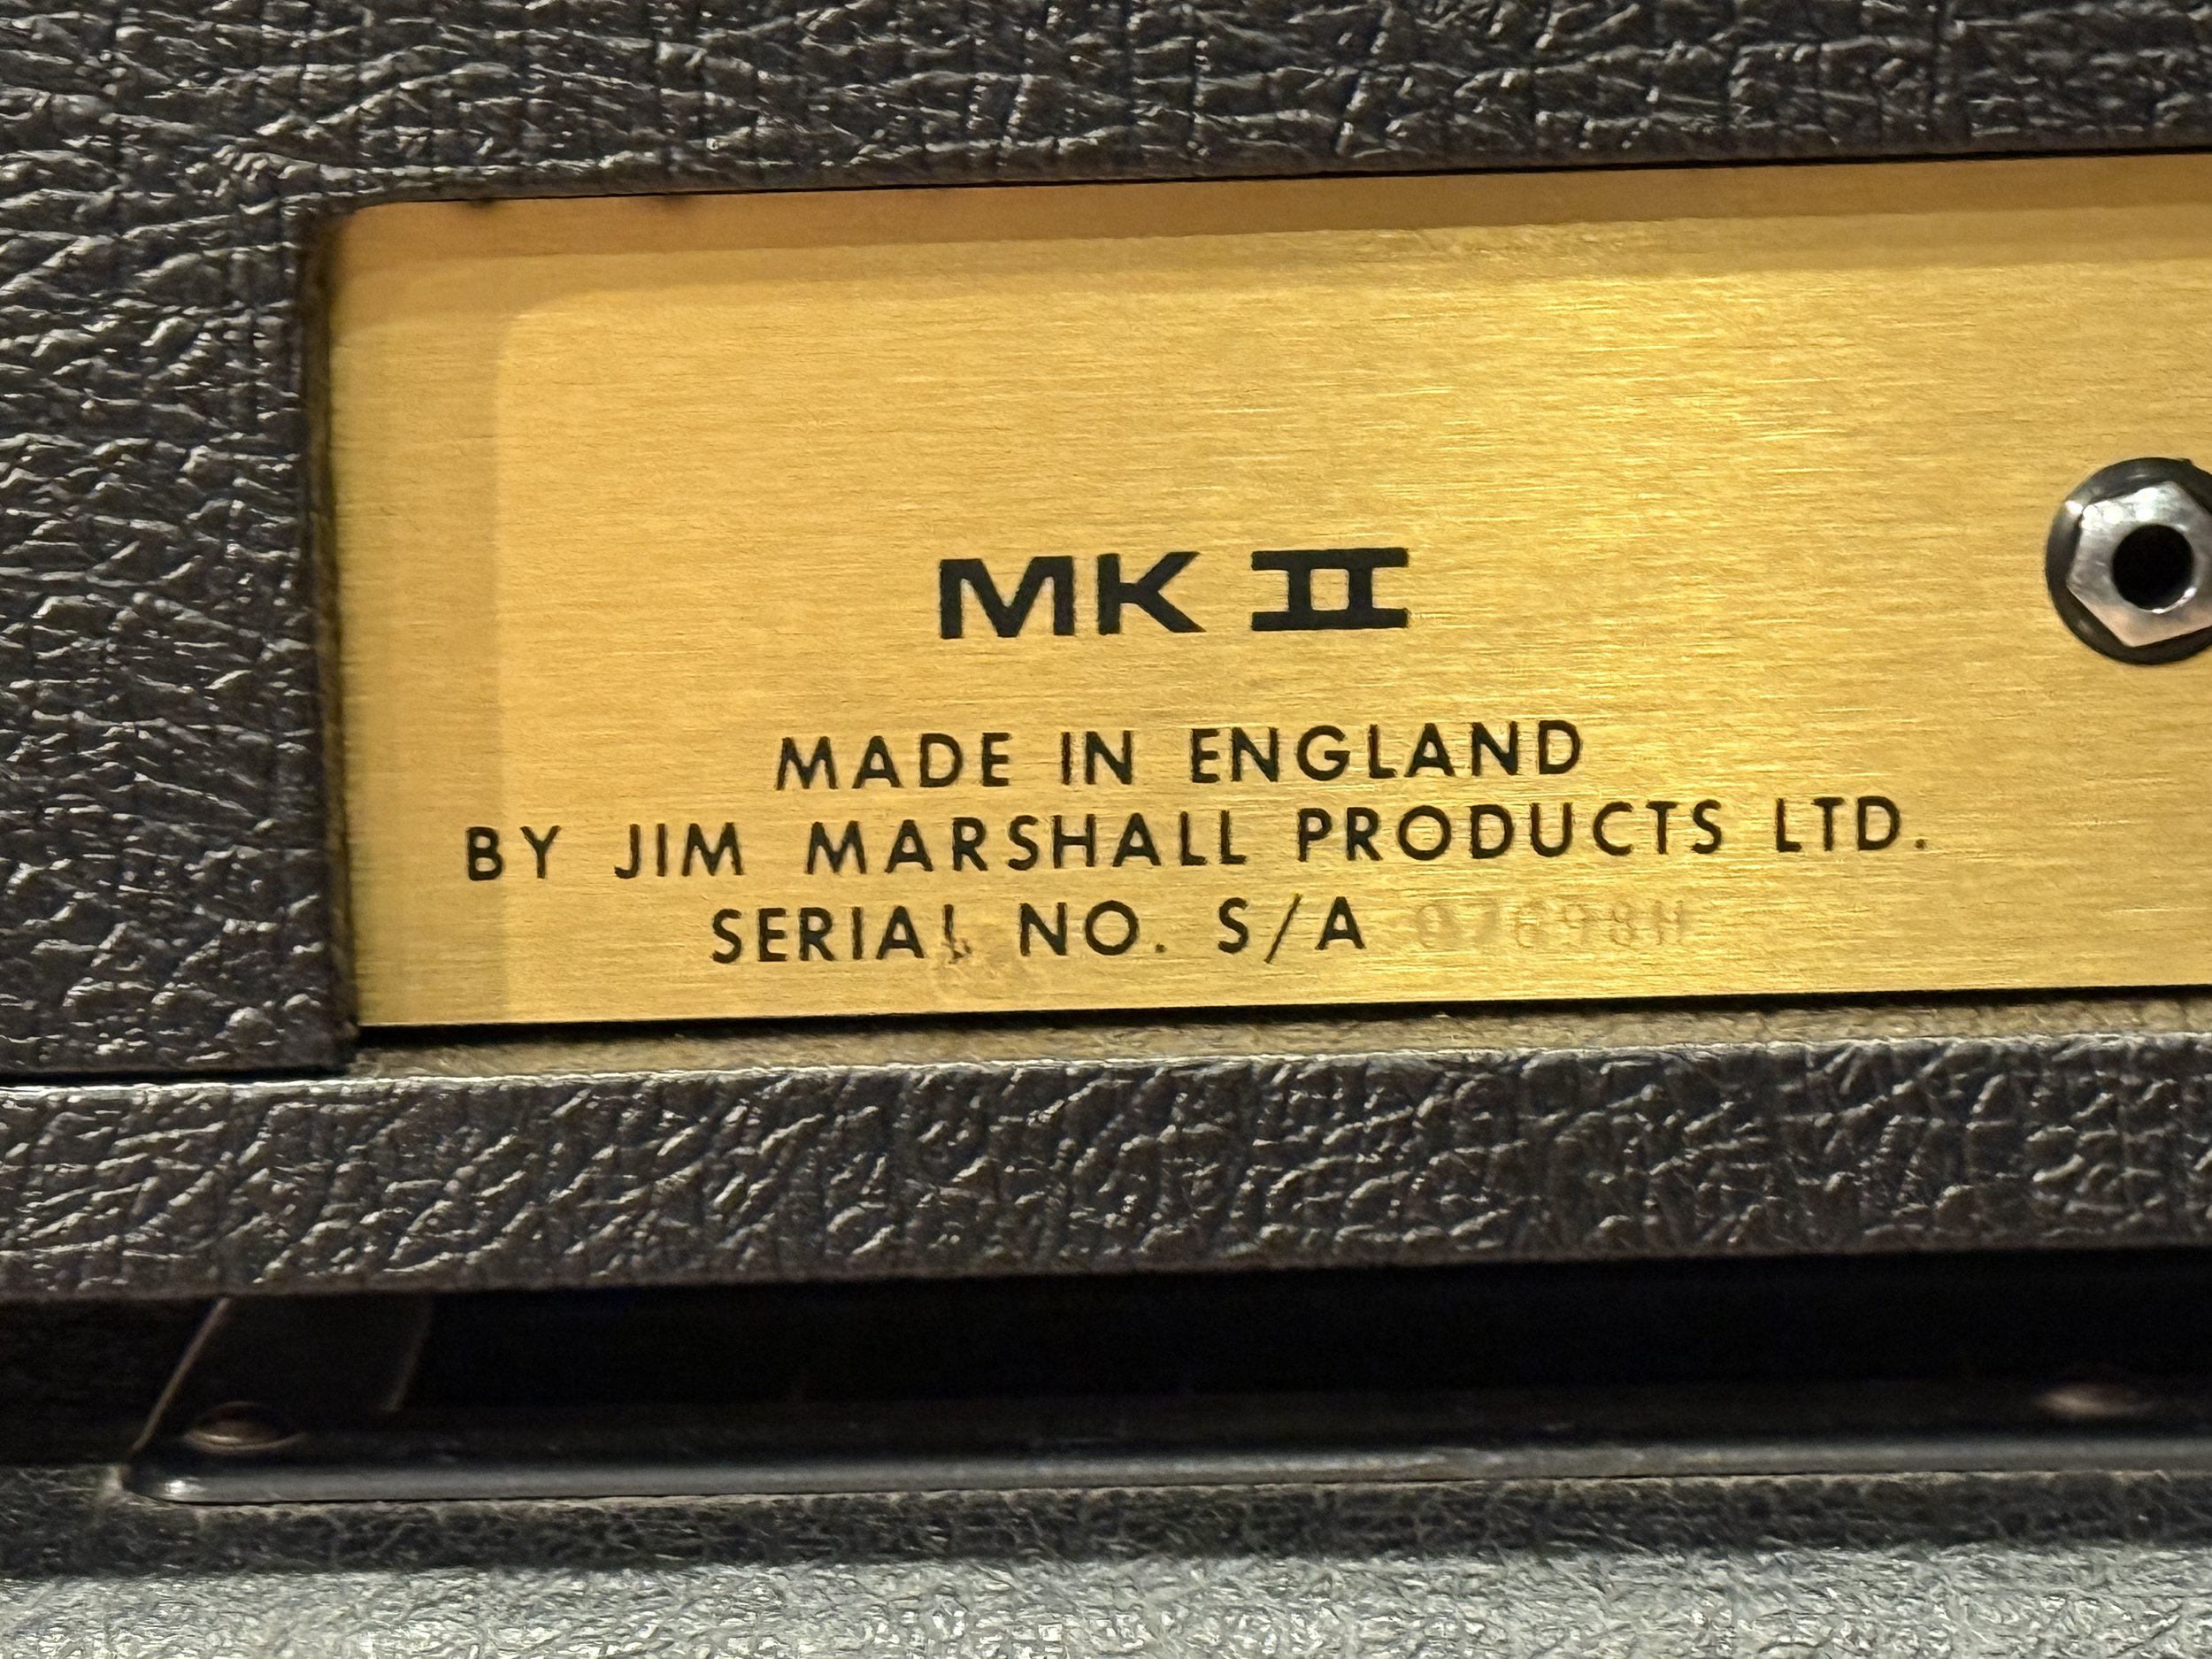 MK II
MADE IN ENGLAND
BY JIM MARSHALL PRODUCTS LTD.
SERIAL NO. S/A